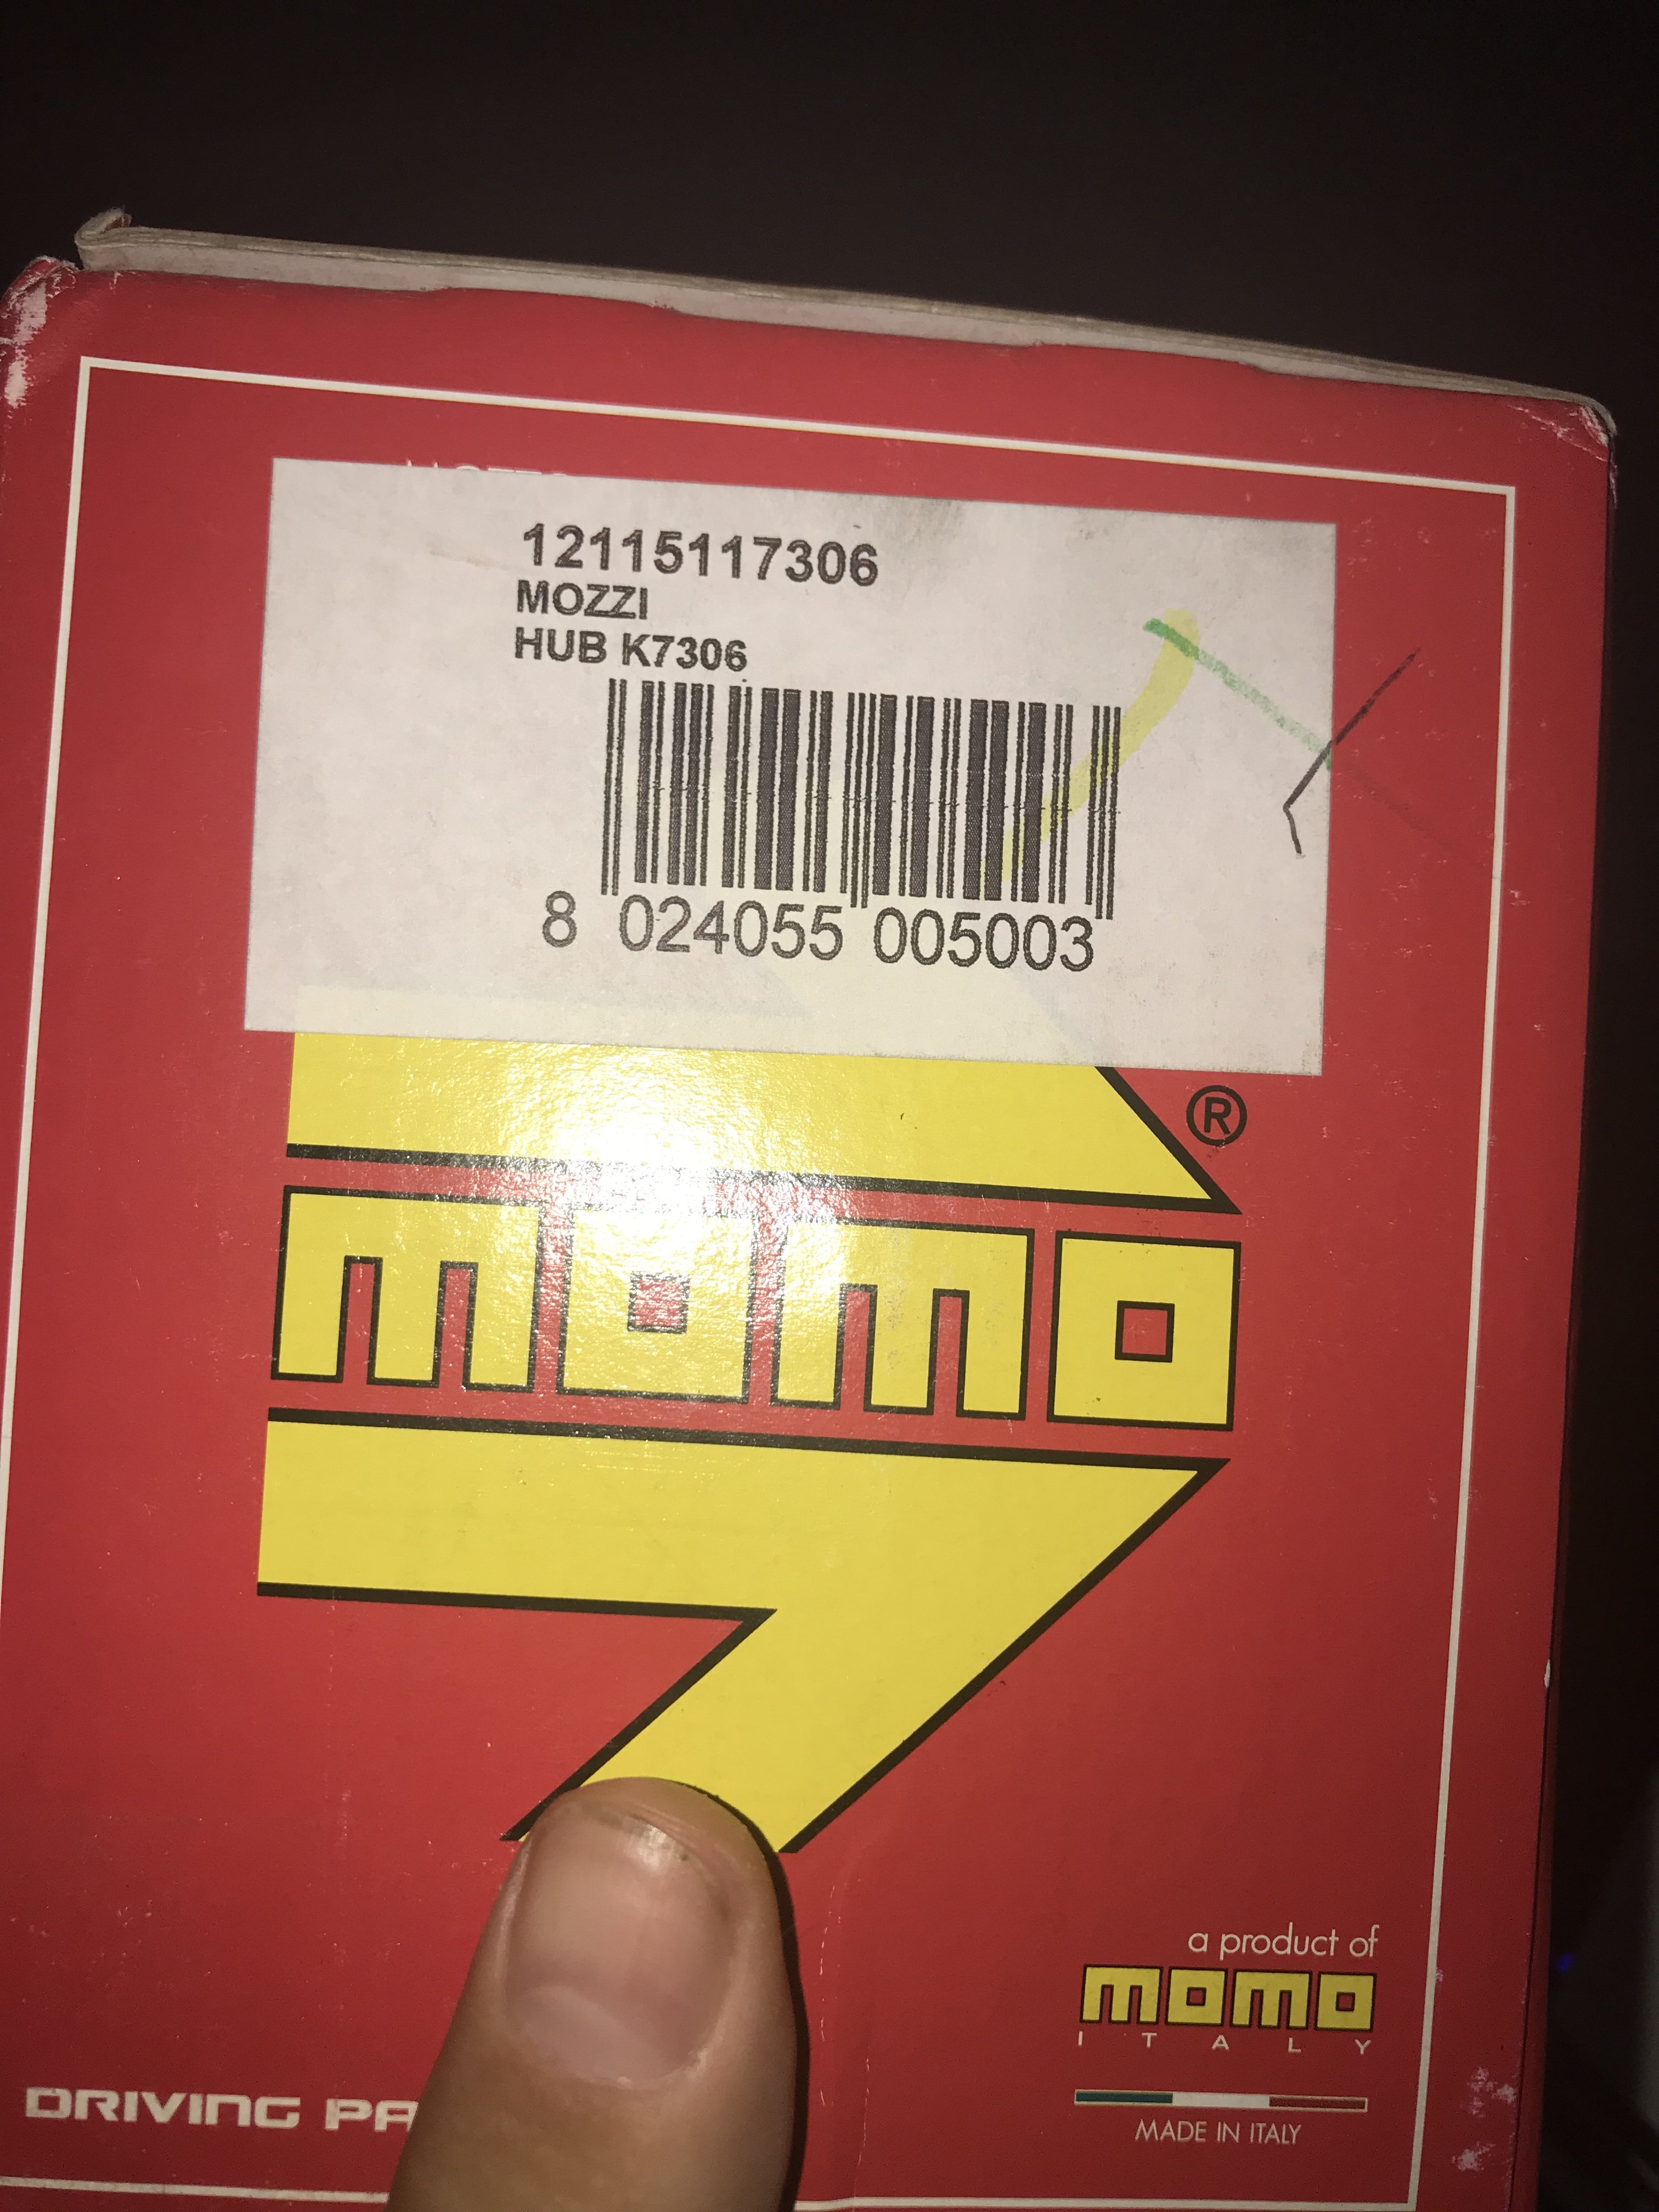 12115117306
MOZZI
HUB K7306
8 024055 005003
®
momo
a product of
momo
ITALY
DRIVING
MADE IN ITALY